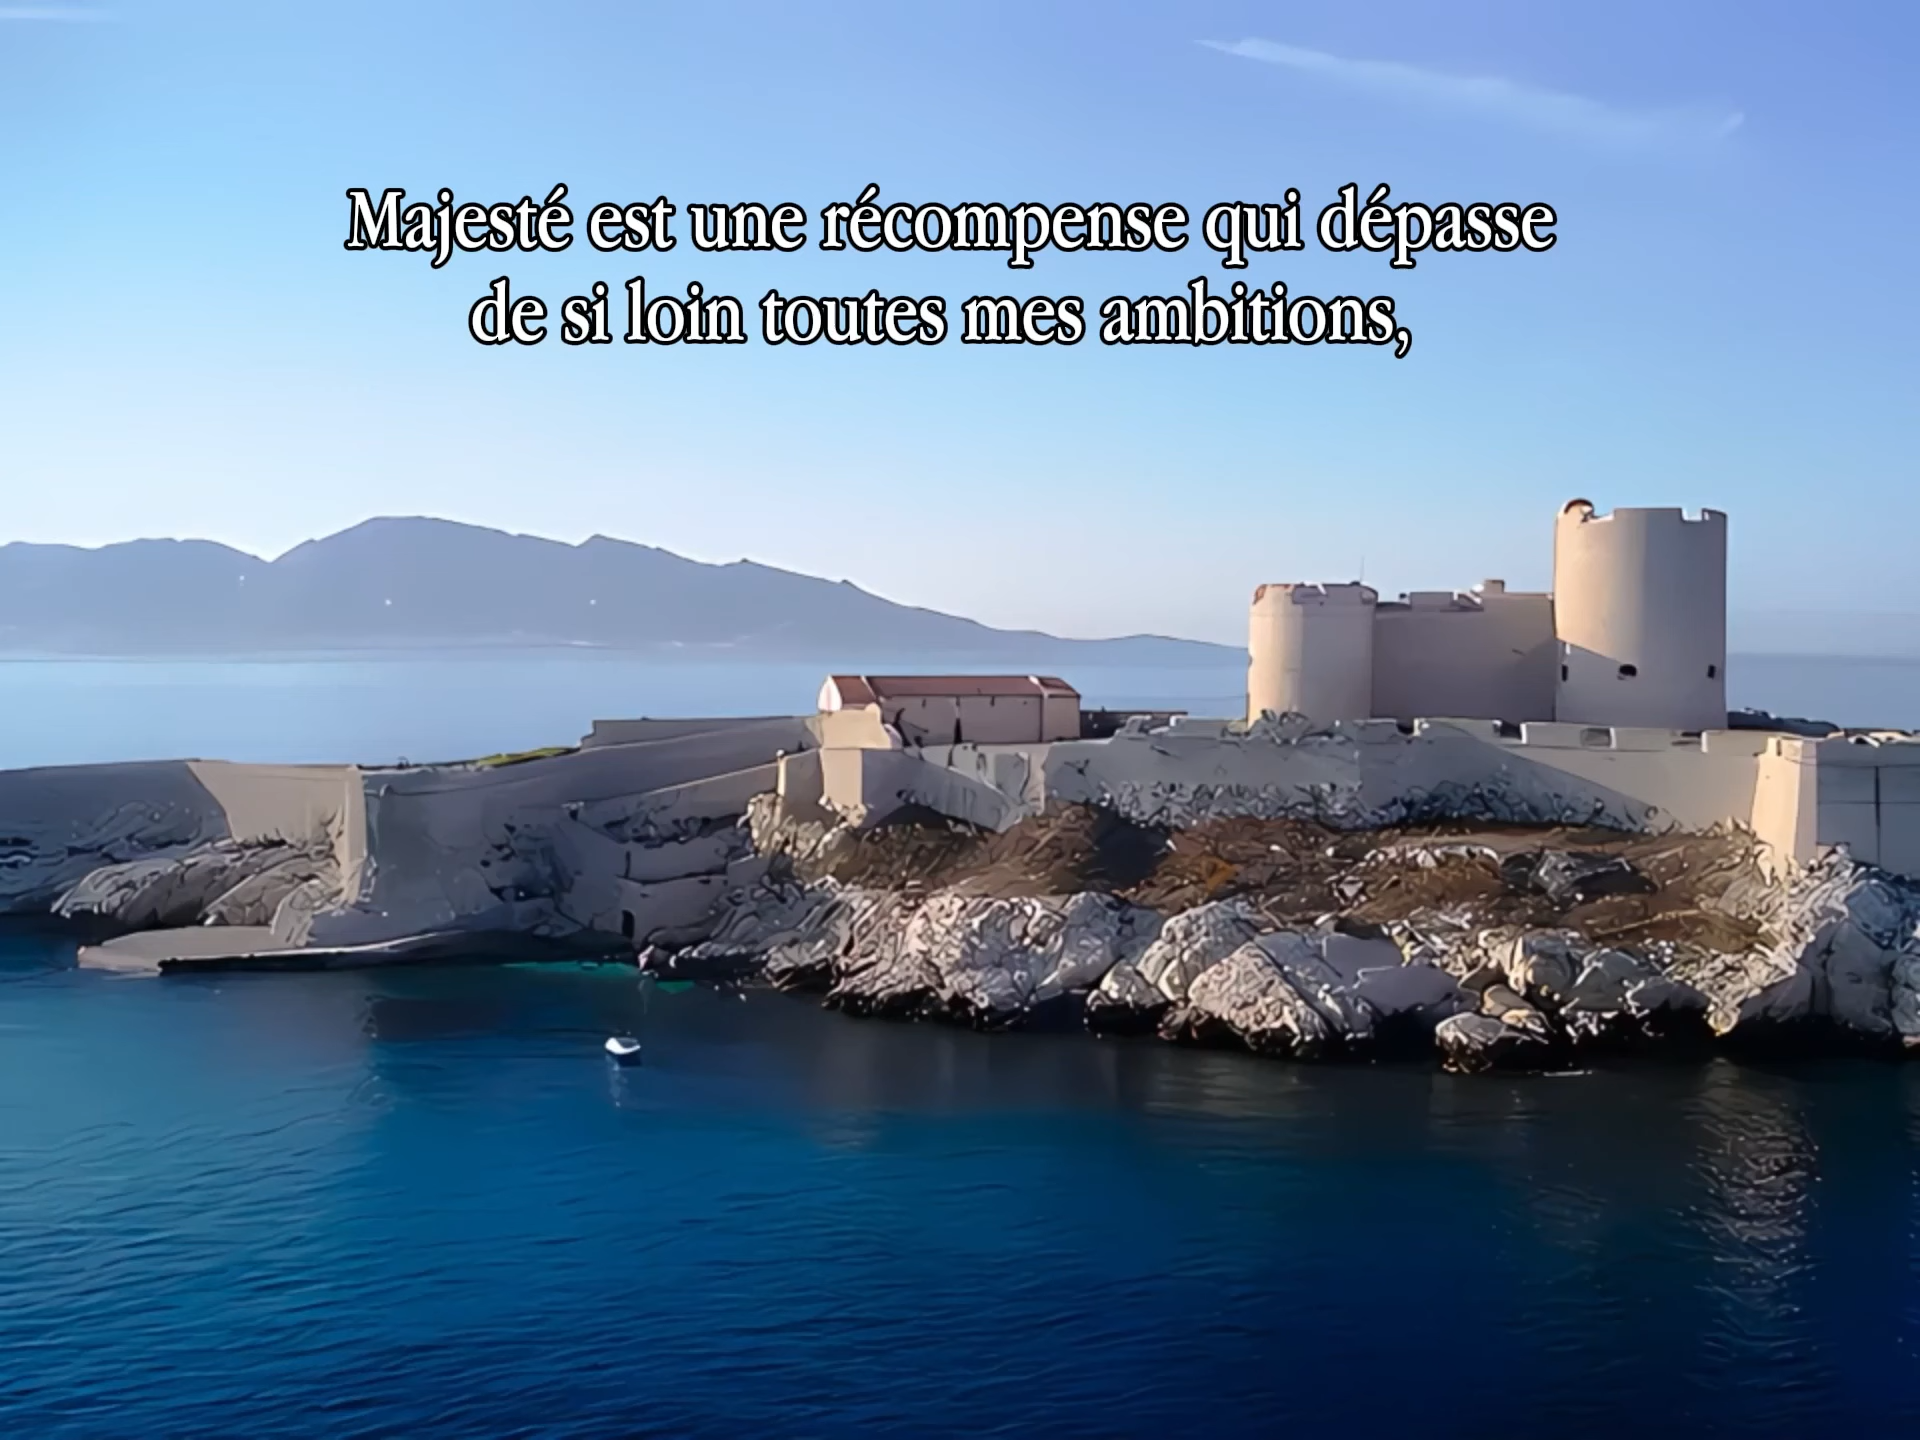 Majesté est une récompense qui dépasse
de si loin toutes mes ambitions,